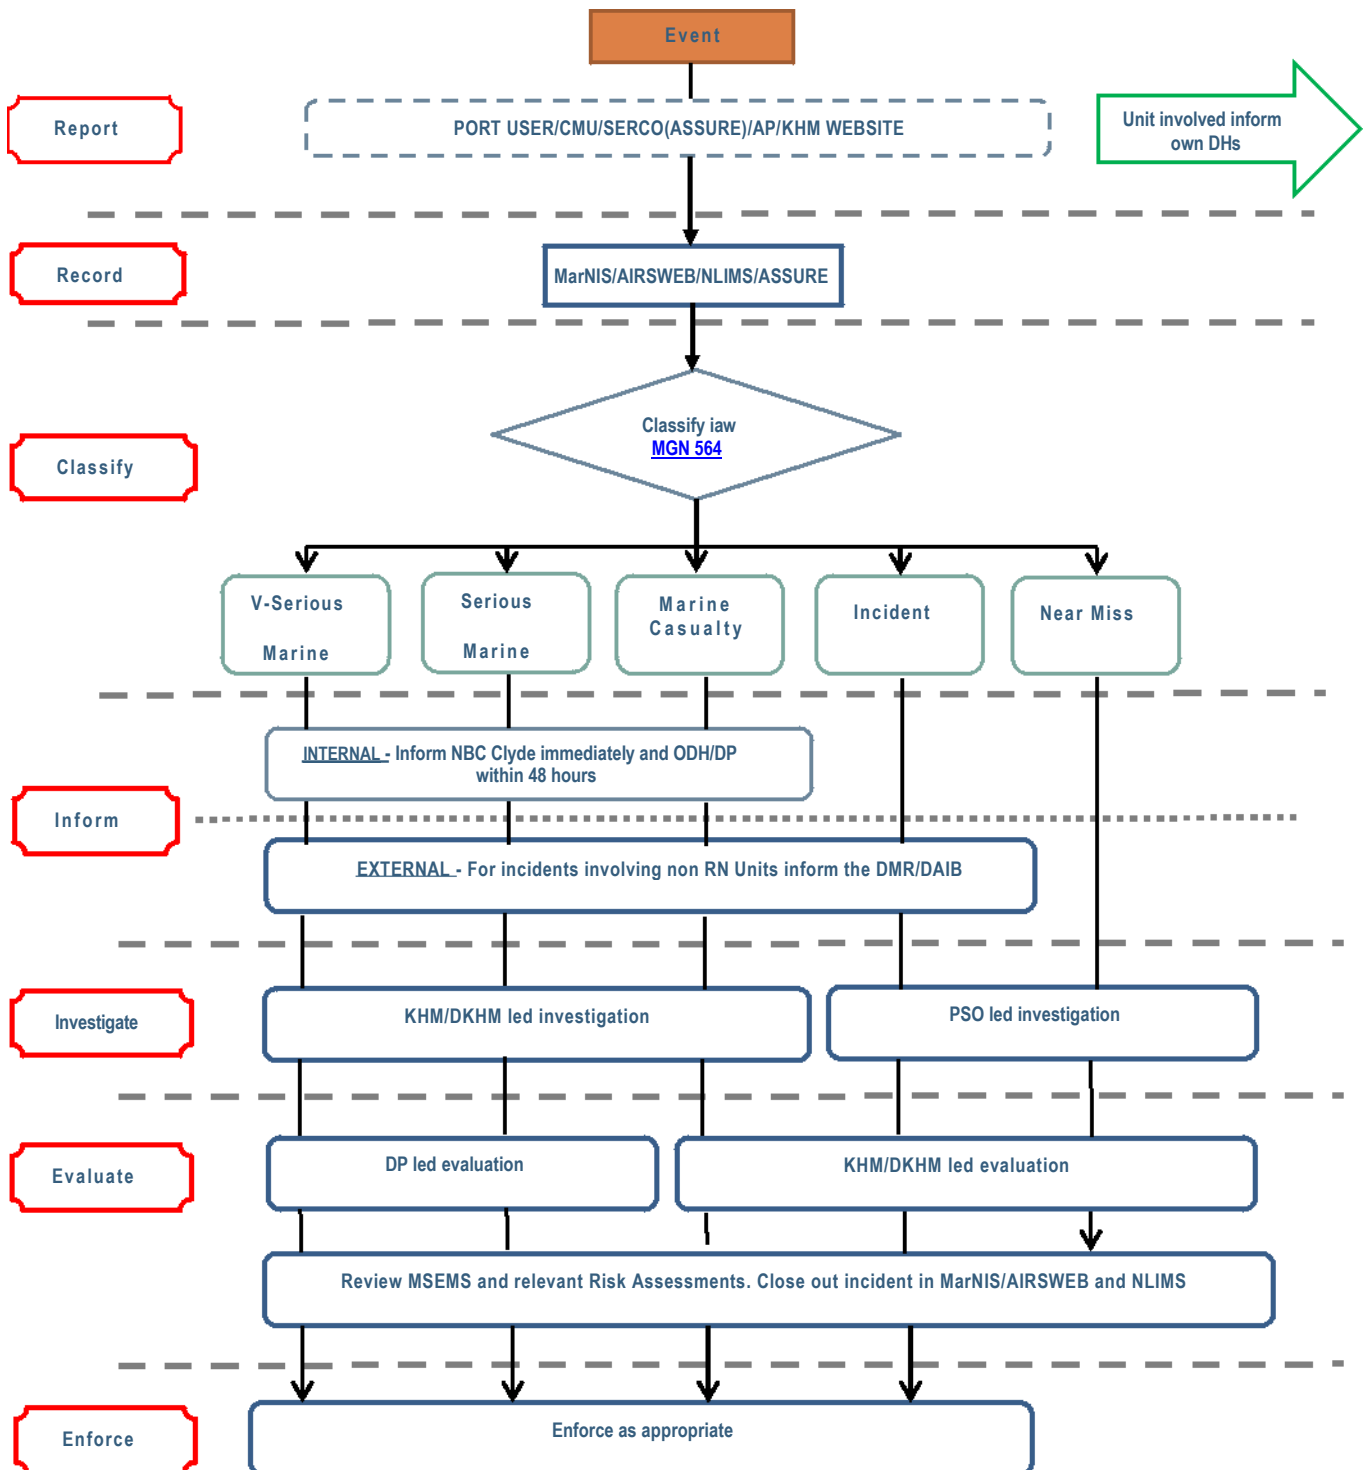 Event
Report
PORT USER/CMU/SERCO(ASSURE)/AP/KHM WEBSITE
Unit involved inform
own DHs
Record
MarNIS/AIRSWEB/NLIMS/ASSURE
Classify
Classify iaw
MGN 564
V-Serious
Marine
Serious
Marine
Marine
Casualty
Incident
Near Miss
Inform
INTERNAL - Inform NBC Clyde immediately and ODH/DP
within 48 hours
EXTERNAL - For incidents involving non RN Units inform the DMR/DAIB
Investigate
KHM/DKHM led investigation
PSO led investigation
Evaluate
DP led evaluation
KHM/DKHM led evaluation
Review MSEMS and relevant Risk Assessments. Close out incident in MarNIS/AIRSWEB and NLIMS
Enforce
Enforce as appropriate